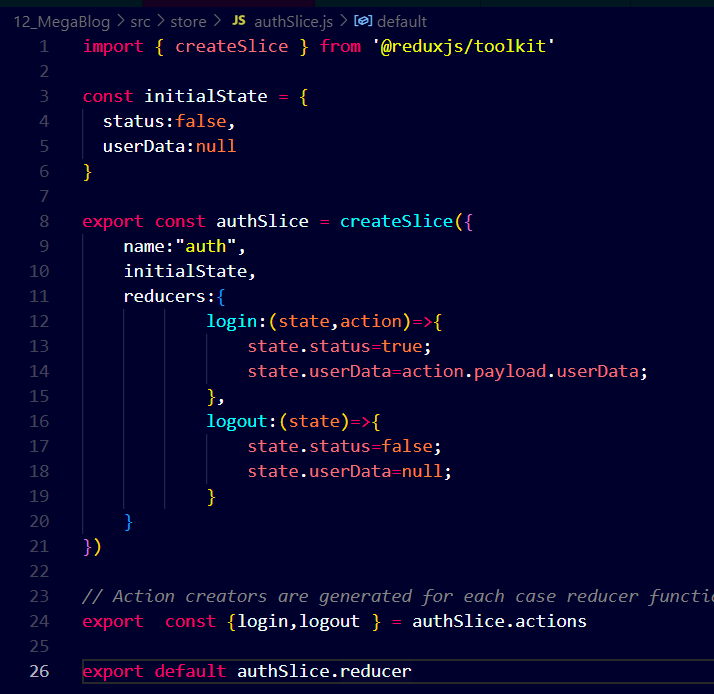 12_MegaBlog > src > store > JS authSlice.js > default
1 import { createSlice } from '@reduxjs/toolkit'
2
3 const initialState = {
4   status:false,
5   userData:null
6 }
7
8 export const authSlice = createSlice({
9     name:"auth",
10     initialState,
11     reducers:{
12             login:(state,action)=>{
13                 state.status=true;
14                 state.userData=action.payload.userData;
15             },
16             logout:(state)=>{
17                 state.status=false;
18                 state.userData=null;
19             }
20     }
21 })
22
23 // Action creators are generated for each case reducer functi
24 export  const {login,logout } = authSlice.actions
25
26 export default authSlice.reducer